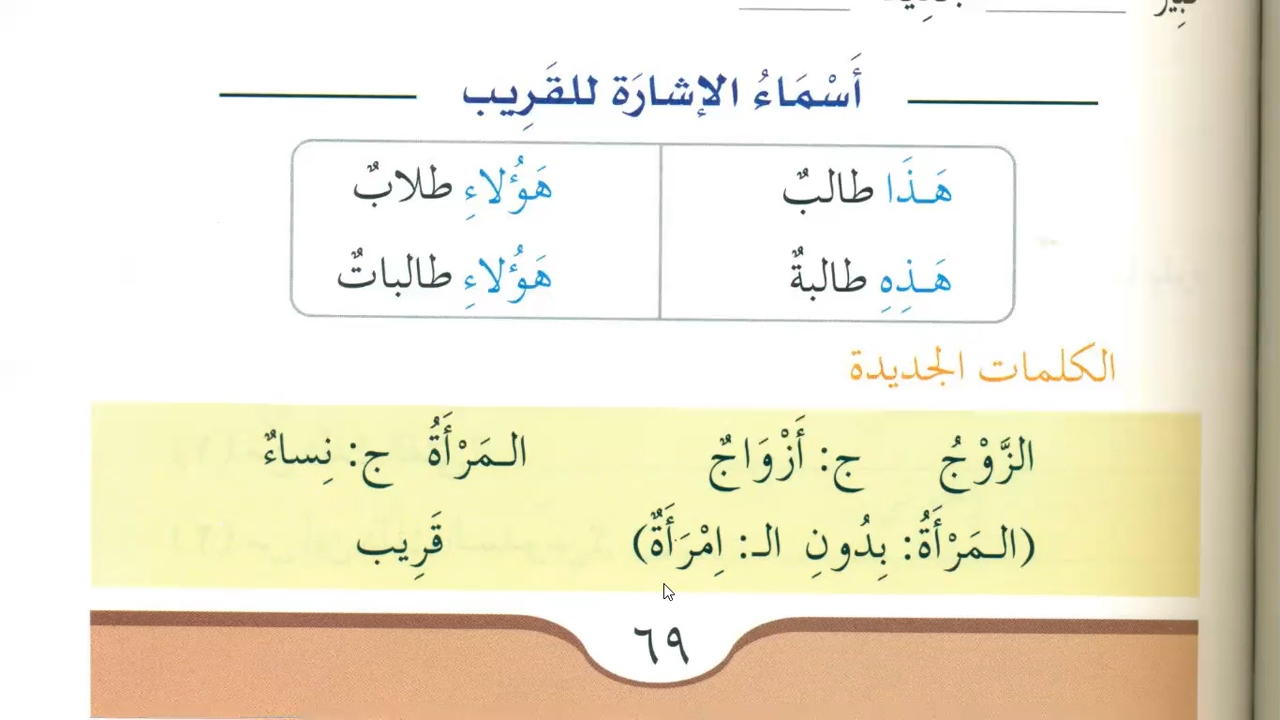 أَسْمَاءُ الإشارَة للقَرِيب
هَـذَا طالبٌ هَؤُلاءِ طلابٌ
هَـذِهِ طالبةٌ هَؤُلاءِ طالباتٌ
الكلمات الجديدة
الزَّوْجُ ج: أَزْوَاجٌ الـمَرْأَةُ ج: نِساءٌ
(الـمَرْأَةُ: بِدُونِ الـ: اِمْرَأَةٌ) قَرِيب
٦٩